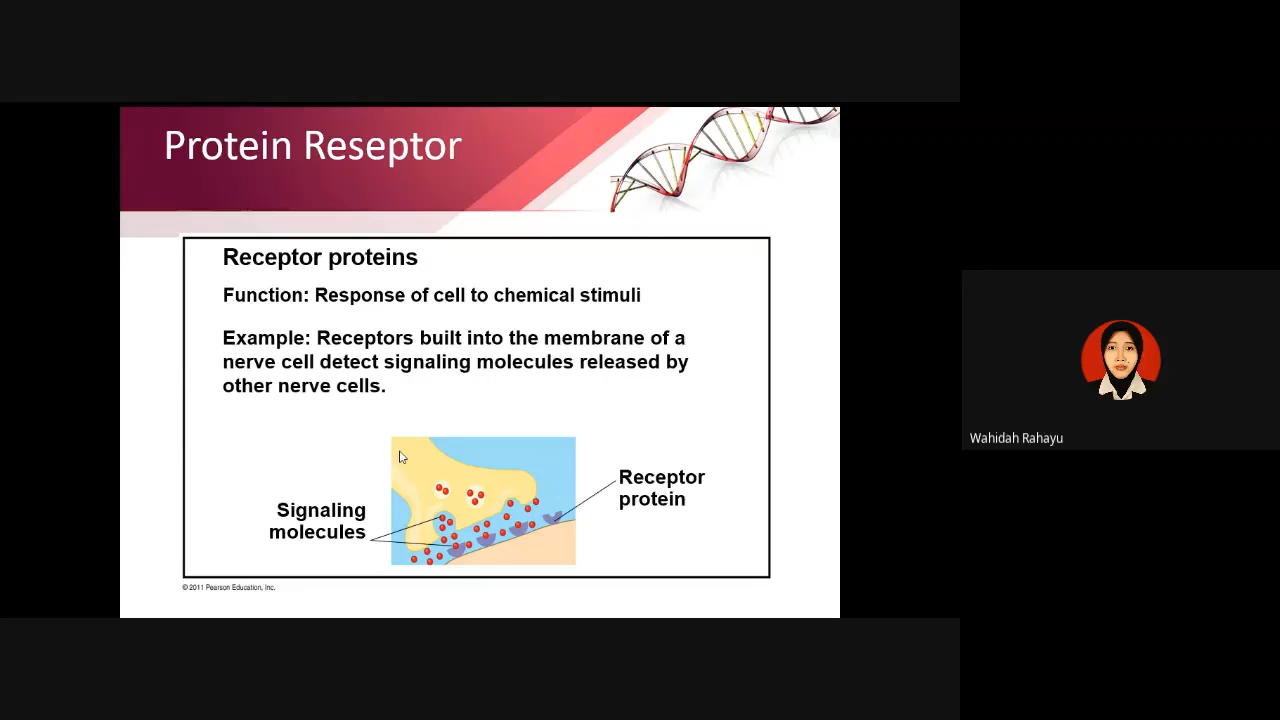 Protein Reseptor
Receptor proteins
Function: Response of cell to chemical stimuli
Example: Receptors built into the membrane of a
nerve cell detect signaling molecules released by
other nerve cells.
Signaling
molecules
Receptor
protein
© 2011 Pearson Education, Inc.
Wahidah Rahayu